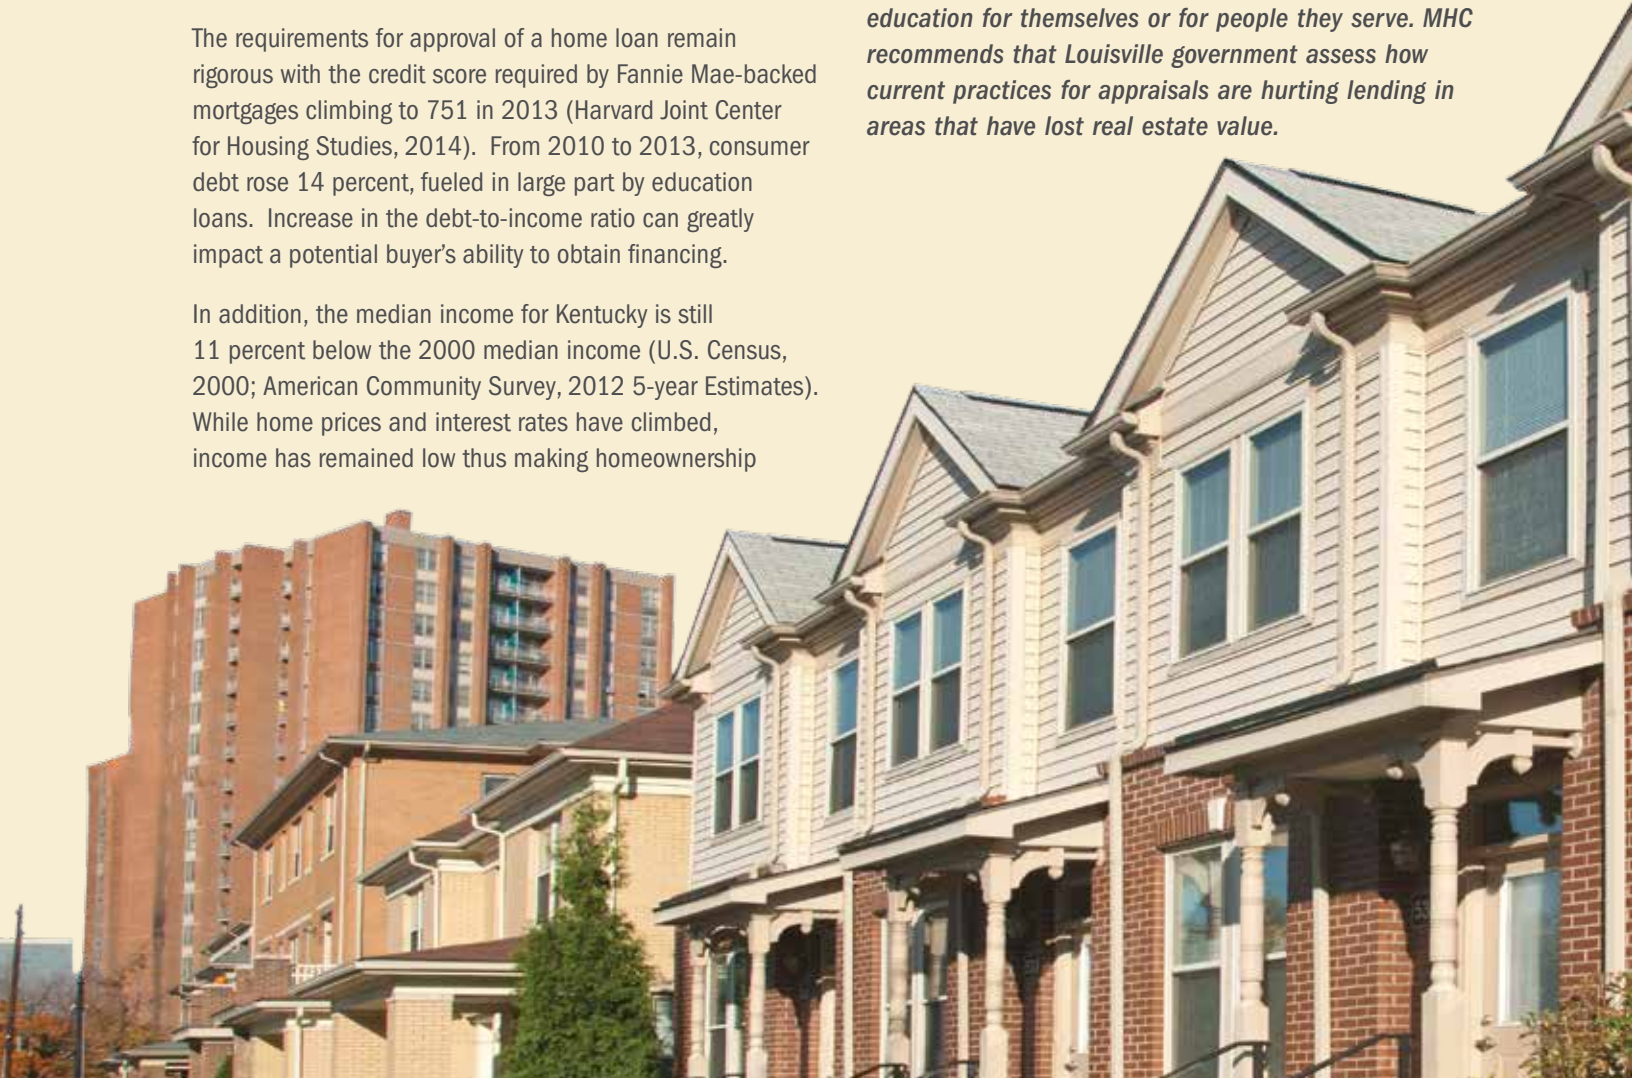 The requirements for approval of a home loan remain
rigorous with the credit score required by Fannie Mae-backed
mortgages climbing to 751 in 2013 (Harvard Joint Center
for Housing Studies, 2014).  From 2010 to 2013, consumer
debt rose 14 percent, fueled in large part by education
loans.  Increase in the debt-to-income ratio can greatly
impact a potential buyer’s ability to obtain financing.
In addition, the median income for Kentucky is still
11 percent below the 2000 median income (U.S. Census,
2000; American Community Survey, 2012 5-year Estimates).
While home prices and interest rates have climbed,
income has remained low thus making homeownership
education for themselves or for people they serve. MHC
recommends that Louisville government assess how
current practices for appraisals are hurting lending in
areas that have lost real estate value.